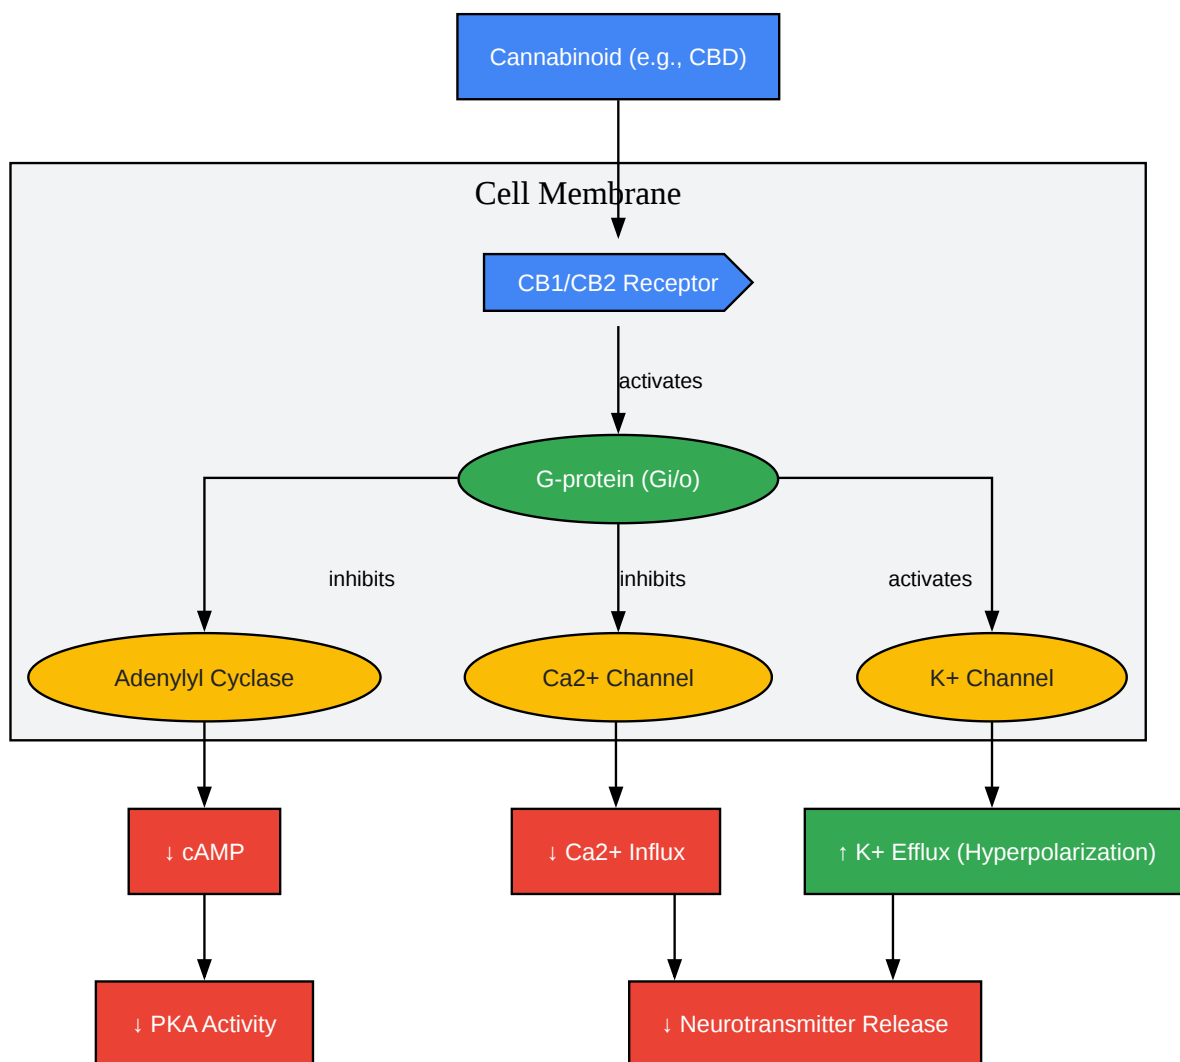 Cannabinoid (e.g., CBD)
Cell Membrane
CB1/CB2 Receptor
activates
G-protein (Gi/o)
inhibits
inhibits
activates
Adenylyl Cyclase
Ca2+ Channel
K+ Channel
↓ cAMP
↓ Ca2+ Influx
↑ K+ Efflux (Hyperpolarization)
↓ PKA Activity
↓ Neurotransmitter Release